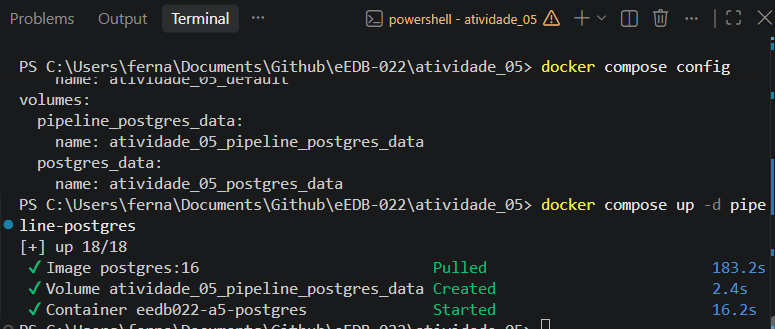 Problems Output Terminal ··· powershell - atividade_05
PS C:\Users\ferna\Documents\Github\eEDB-022\atividade_05> docker compose config
name: atividade_05_default
volumes:
pipeline_postgres_data:
name: atividade_05_pipeline_postgres_data
postgres_data:
name: atividade_05_postgres_data
PS C:\Users\ferna\Documents\Github\eEDB-022\atividade_05> docker compose up -d pipe
line-postgres
[+] up 18/18
✓ Image postgres:16 Pulled 183.2s
✓ Volume atividade_05_pipeline_postgres_data Created 2.4s
✓ Container eedb022-a5-postgres Started 16.2s
PS C:\Users\ferna\Documents\Github\eEDB-022\atividade_05>